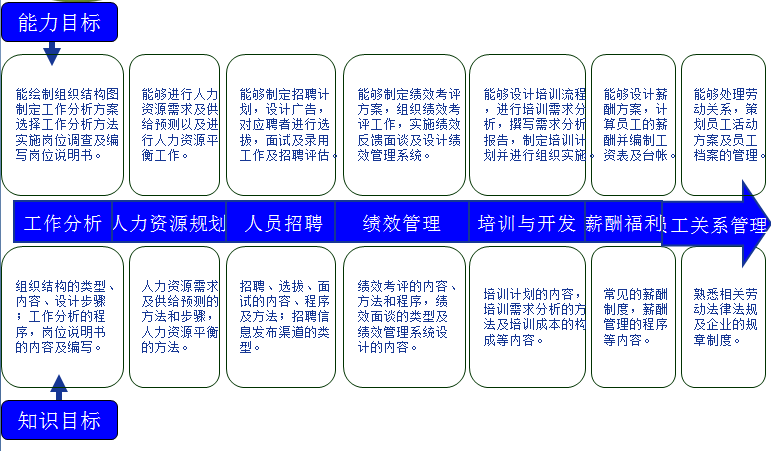 能力目标
能绘制组织结构图
制定工作分析方案
选择工作分析方法
实施岗位调查及编
写岗位说明书。
能够进行人力
资源需求及供
给预测以及进
行人力资源平
衡工作。
能够制定招聘计
划，设计广告，
对应聘者进行选
拔，面试及录用
工作及招聘评估。
能够制定绩效考评
方案，组织绩效考
评工作，实施绩效
反馈面谈及设计绩
效管理系统。
能够设计培训流程
，进行培训需求分
析，撰写需求分析
报告，制定培训计
划并进行组织实施。
能够设计薪
酬方案，计
算员工的薪
酬并编制工
资表及台帐。
能够处理劳
动关系，策
划员工活动
方案及员工
档案的管理。
工作分析
人力资源规划
人员招聘
绩效管理
培训与开发
薪酬福利
员工关系管理
组织结构的类型、
内容、设计步骤
；工作分析的程
序，岗位说明书
的内容及编写。
人力资源需求
及供给预测的
方法和步骤，
人力资源平衡
的方法。
招聘、选拔、面
试的内容、程序
及方法；招聘信
息发布渠道的类
型。
绩效考评的内容、
方法和程序，绩
效面谈的类型及
绩效管理系统设
计的内容。
培训计划的内容，
培训需求分析的方
法及培训成本的构
成等内容。
常见的薪酬
制度，薪酬
管理的程序
等内容。
熟悉相关劳
动法律法规
及企业的规
章制度。
知识目标